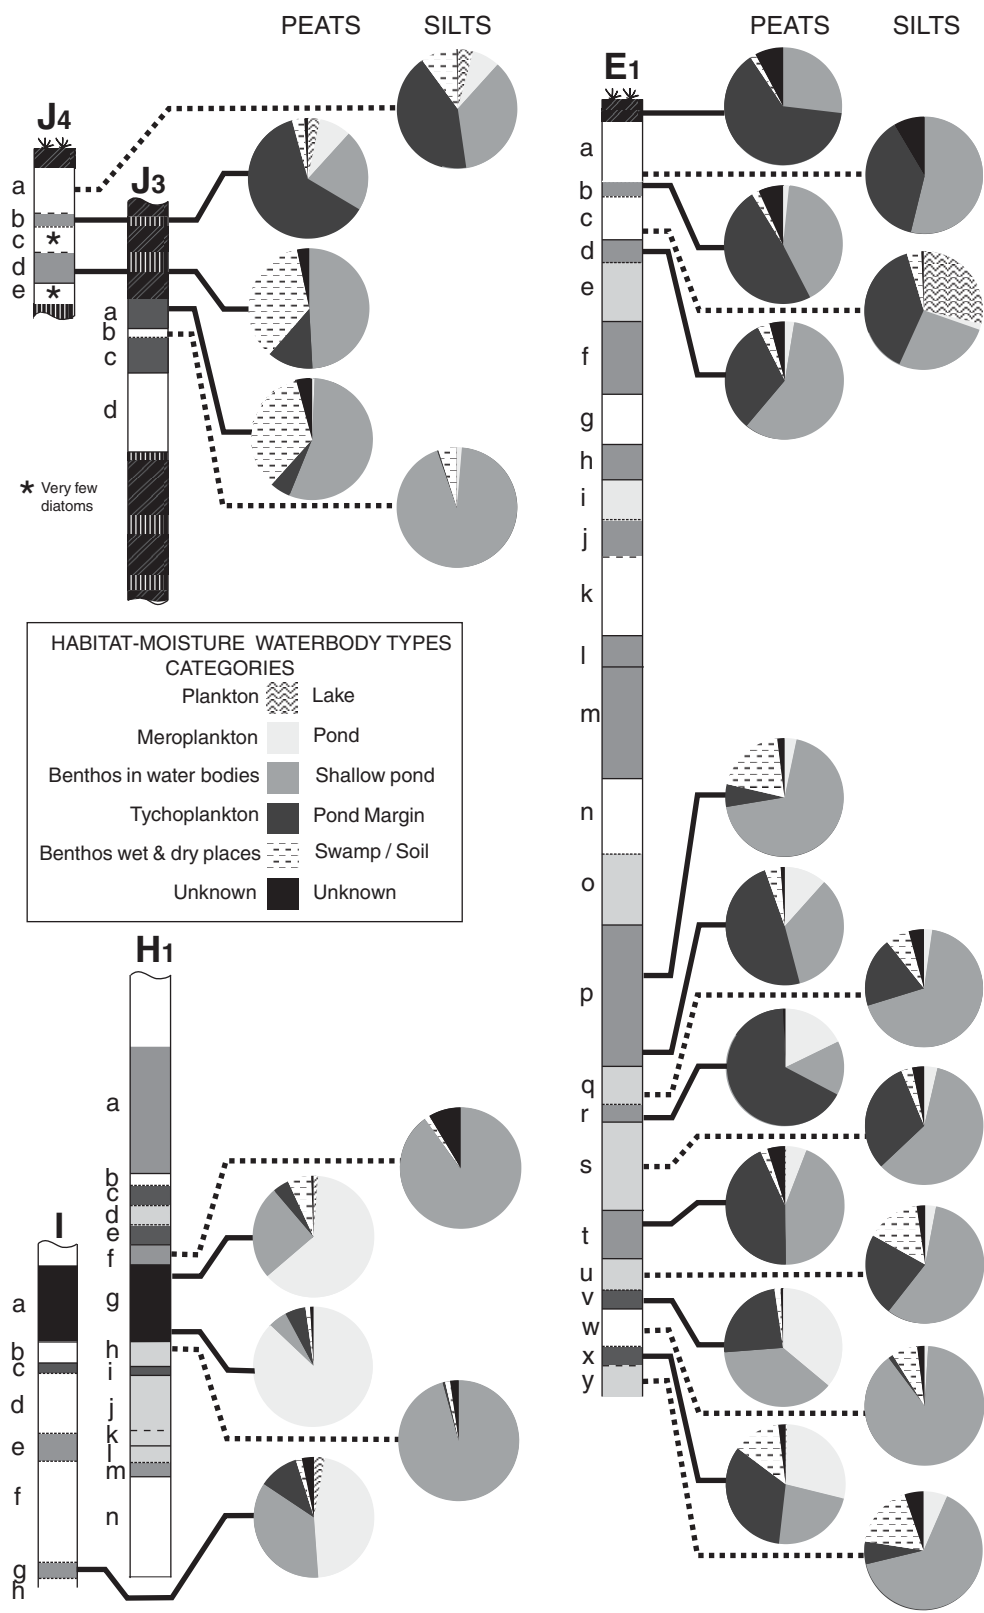 PEATS SILTS
J4
a
b
c *
d
e *
J3
a
b
c
d
* Very few
diatoms
HABITAT-MOISTURE WATERBODY TYPES
CATEGORIES
Plankton Lake
Meroplankton Pond
Benthos in water bodies Shallow pond
Tychoplankton Pond Margin
Benthos wet & dry places Swamp / Soil
Unknown Unknown
I
a
b
c
d
e
f
g
h
H1
a
b
c
d
e
f
g
h
i
j
k
l
m
n
PEATS SILTS
E1
a
b
c
d
e
f
g
h
i
j
k
l
m
n
o
p
q
r
s
t
u
v
w
x
y